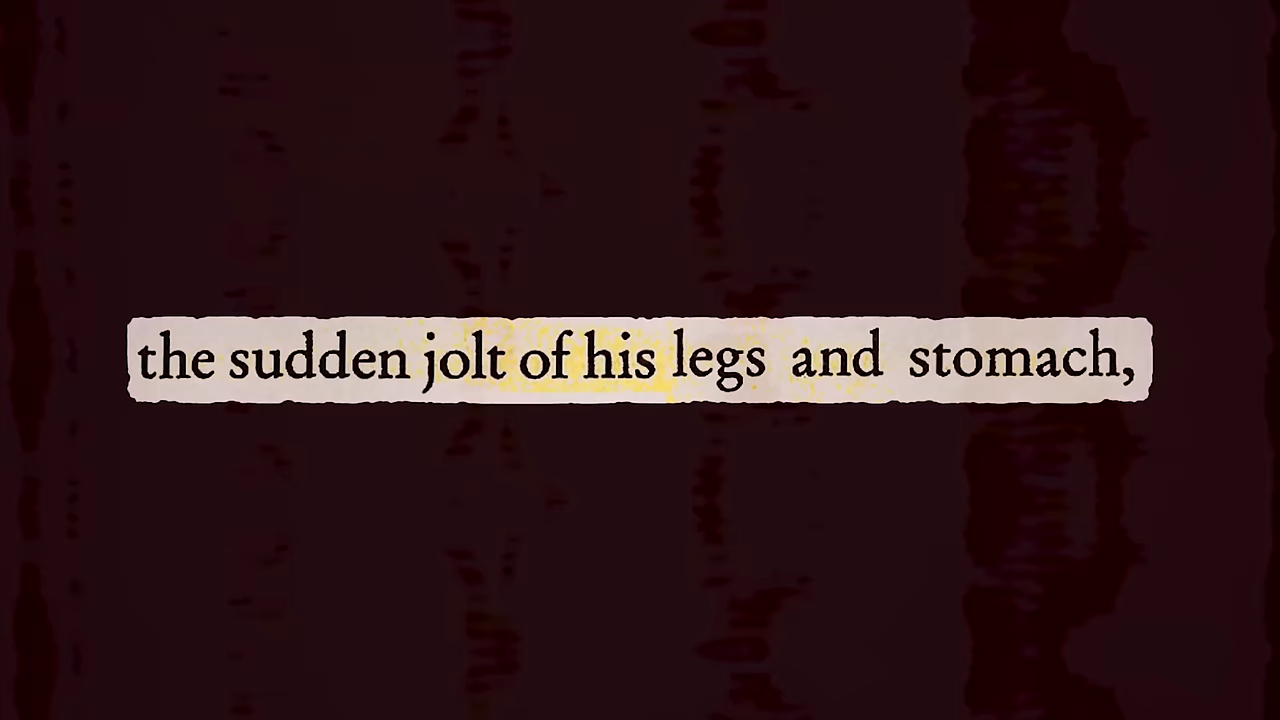 the sudden jolt of his legs and stomach,